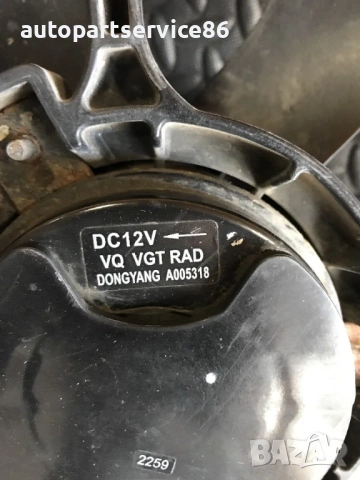 autopartservice86
DC12V ←
VQ VGT RAD
DONGYANG A005318
2259
BAZAR